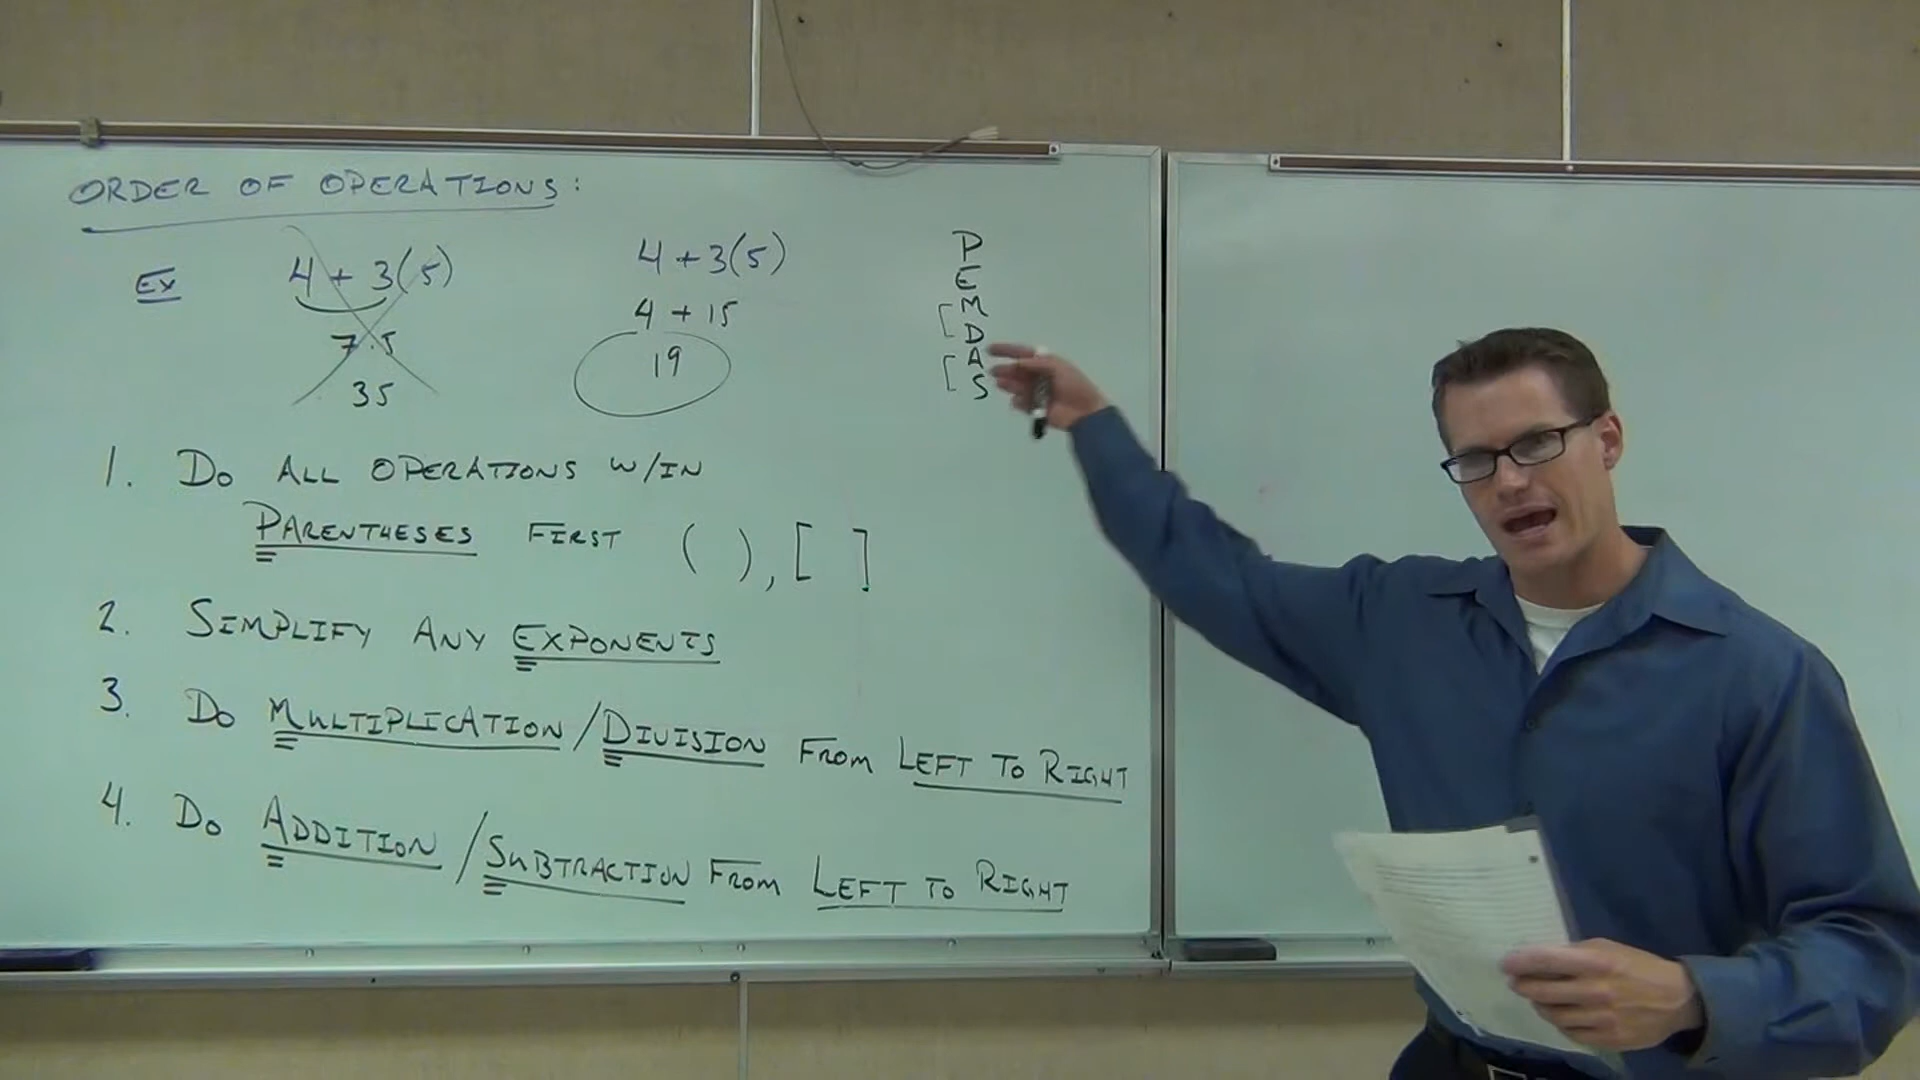 ORDER OF OPERATIONS:
EX 4 + 3(5)
7·5
35
4 + 3(5)
4 + 15
19
P
E
M
D
A
S
1. DO ALL OPERATIONS W/IN
PARENTHESES FIRST ( ), [ ]
2. SIMPLIFY ANY EXPONENTS
3. DO MULTIPLICATION/DIVISION FROM LEFT TO RIGHT
4. DO ADDITION/SUBTRACTION FROM LEFT TO RIGHT